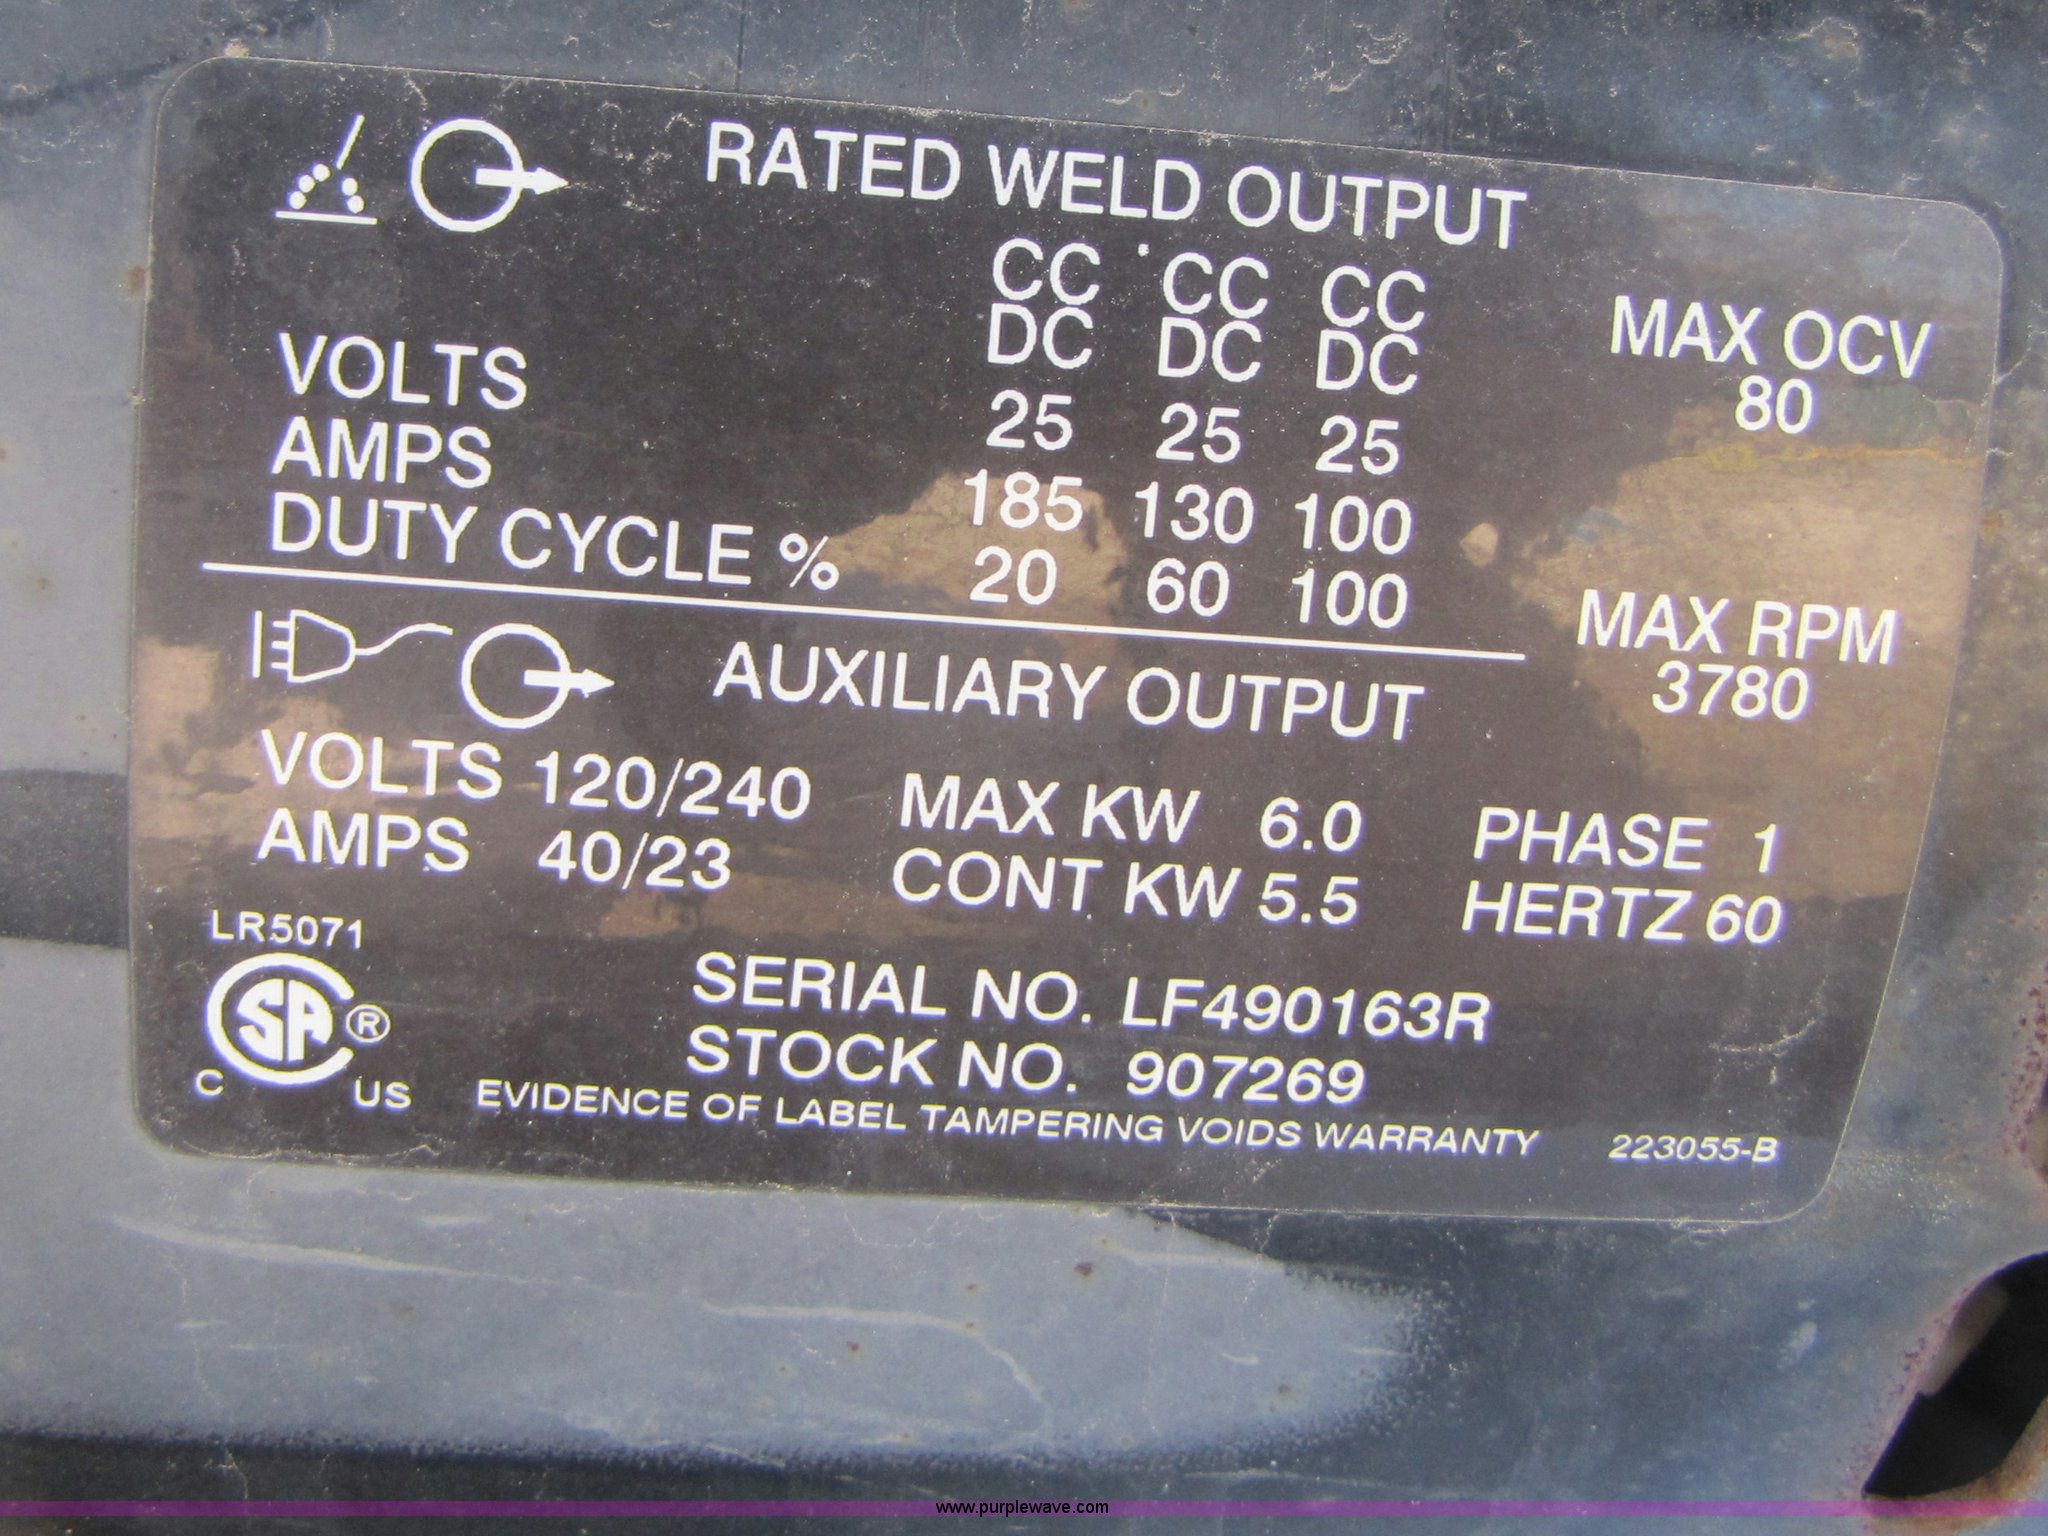 RATED WELD OUTPUT
CC CC CC
DC DC DC
MAX OCV
80
VOLTS 25 25 25
AMPS 185 130 100
DUTY CYCLE % 20 60 100
MAX RPM
3780
AUXILIARY OUTPUT
VOLTS 120/240 MAX KW 6.0 PHASE 1
AMPS 40/23 CONT KW 5.5 HERTZ 60
LR5071
SA ®
C US
SERIAL NO. LF490163R
STOCK NO. 907269
EVIDENCE OF LABEL TAMPERING VOIDS WARRANTY 223055-B
www.purplewave.com